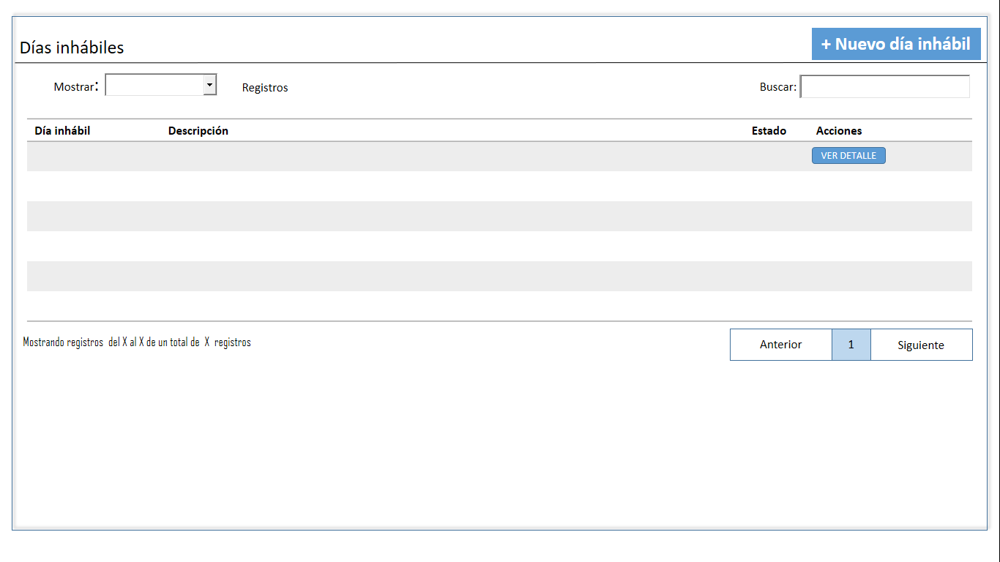 Días inhábiles
+ Nuevo día inhábil
Mostrar: Registros
Buscar:
Día inhábil Descripción Estado Acciones
VER DETALLE
Mostrando registros del X al X de un total de X registros
Anterior 1 Siguiente